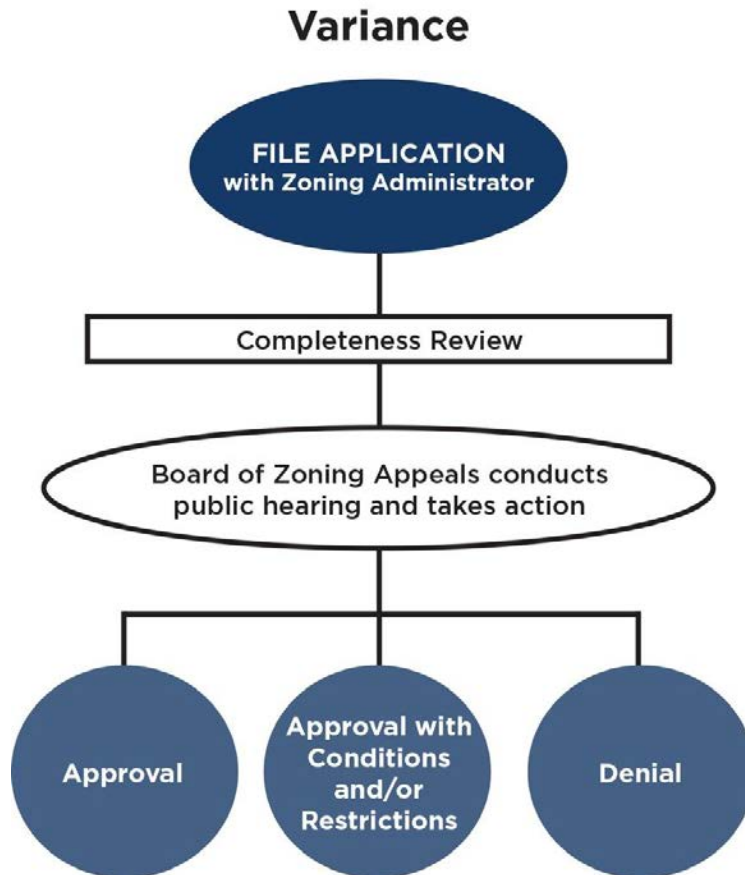 Variance
FILE APPLICATION
with Zoning Administrator
Completeness Review
Board of Zoning Appeals conducts
public hearing and takes action
Approval
Approval with
Conditions
and/or
Restrictions
Denial